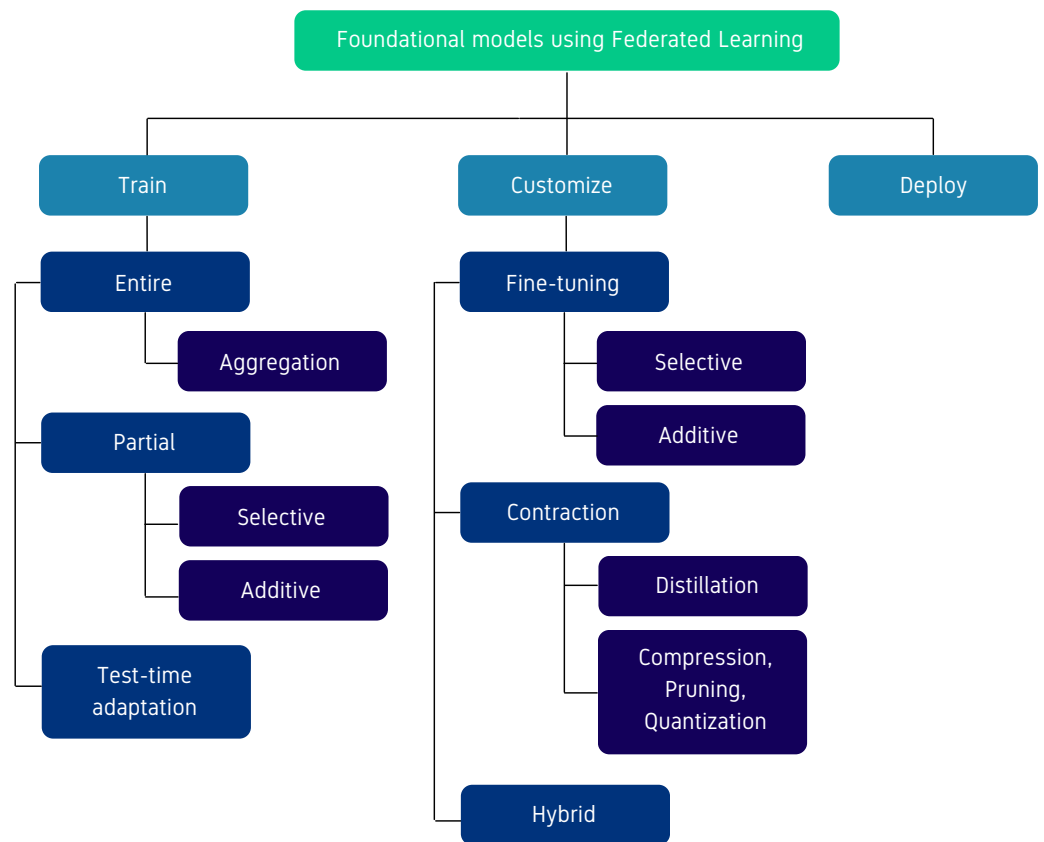 Foundational models using Federated Learning
Train
Customize
Deploy
Entire
Aggregation
Partial
Selective
Additive
Test-time
adaptation
Fine-tuning
Selective
Additive
Contraction
Distillation
Compression,
Pruning,
Quantization
Hybrid